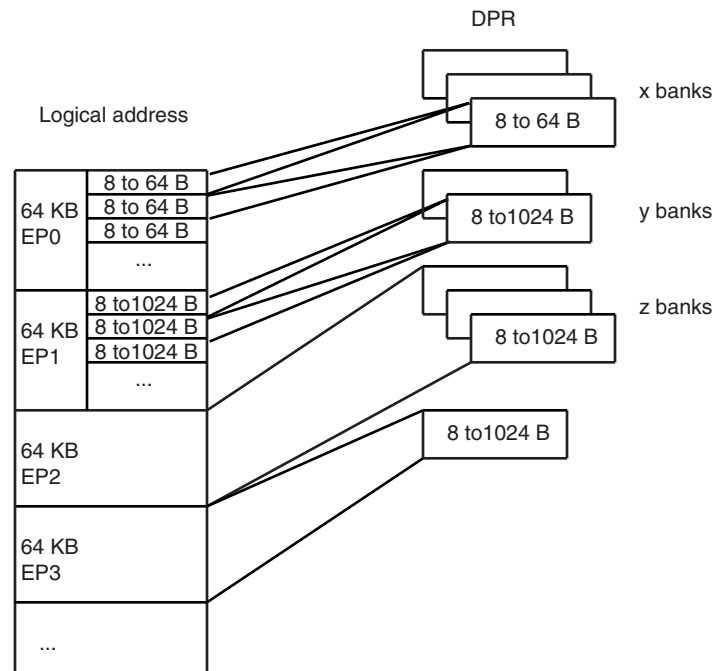 DPR
x banks
8 to 64 B
Logical address
64 KB
EP0
8 to 64 B
8 to 64 B
8 to 64 B
...
y banks
8 to1024 B
64 KB
EP1
8 to1024 B
8 to1024 B
8 to1024 B
...
z banks
8 to1024 B
8 to1024 B
64 KB
EP2
64 KB
EP3
...